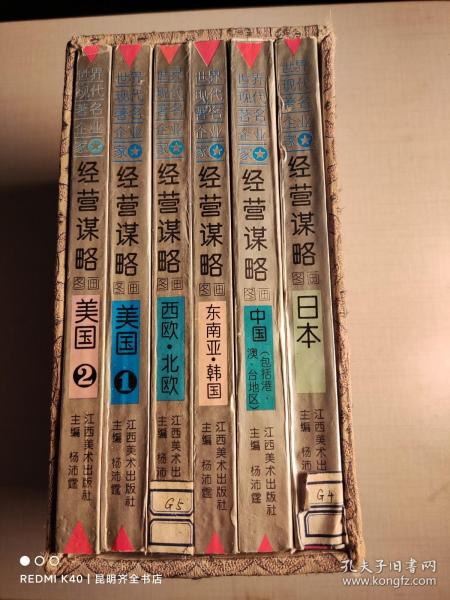 世界现代著名企业家
经营谋略
图画
美国
2
江西美术出版社
主编 杨沛霆
世界现代著名企业家
经营谋略
图画
美国
1
江西美术出版社
主编 杨沛霆
世界现代著名企业家
经营谋略
图画
西欧·北欧
江西美术出
主编 杨沛霆
G5
世界现代著名企业家
经营谋略
图画
东南亚·韩国
江西美术出版社
主编 杨沛霆
世界现代著名企业家
经营谋略
图画
中国
(包括港·澳·台地区)
江西美术出版社
主编 杨沛霆
世界现代著名企业家
经营谋略
图画
日本
江西美术出版社
主编 杨沛霆
G4
REDMI K40 | 昆明齐全书店
孔夫子旧书网
www.kongfz.com